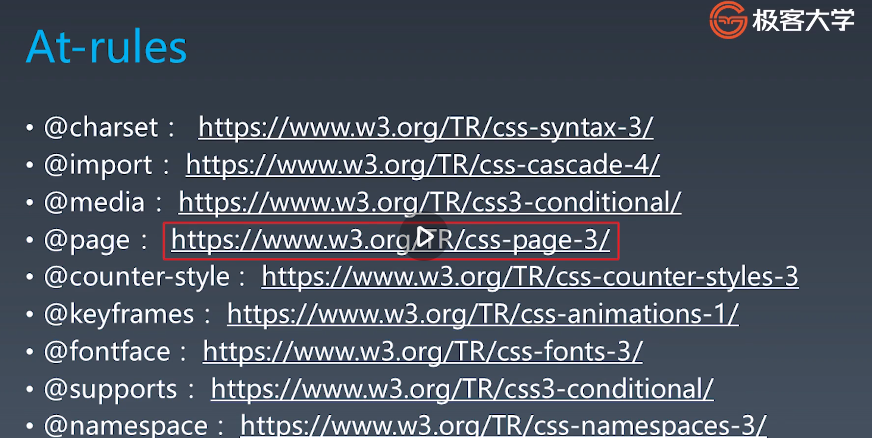 极客大学
At-rules
• @charset： https://www.w3.org/TR/css-syntax-3/
• @import： https://www.w3.org/TR/css-cascade-4/
• @media： https://www.w3.org/TR/css3-conditional/
• @page： https://www.w3.org/TR/css-page-3/
• @counter-style： https://www.w3.org/TR/css-counter-styles-3
• @keyframes： https://www.w3.org/TR/css-animations-1/
• @fontface： https://www.w3.org/TR/css-fonts-3/
• @supports： https://www.w3.org/TR/css3-conditional/
• @namespace： https://www.w3.org/TR/css-namespaces-3/